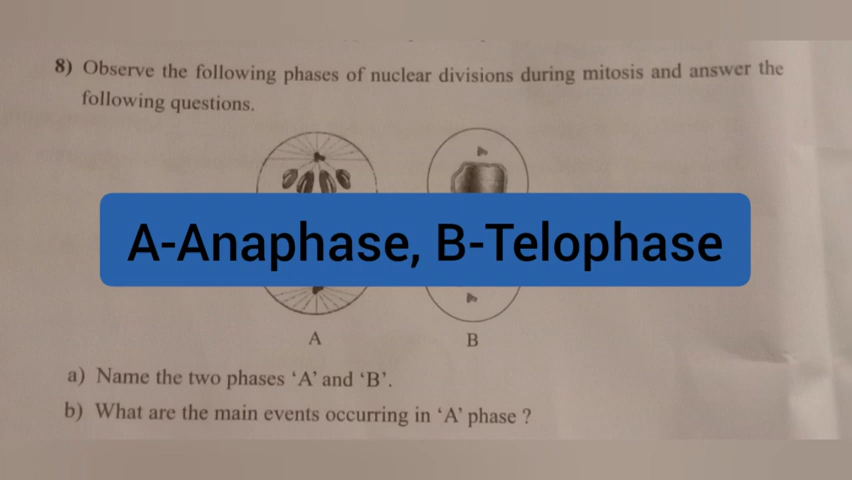 8) Observe the following phases of nuclear divisions during mitosis and answer the
following questions.
A-Anaphase, B-Telophase
A B
a) Name the two phases ‘A’ and ‘B’.
b) What are the main events occurring in ‘A’ phase ?